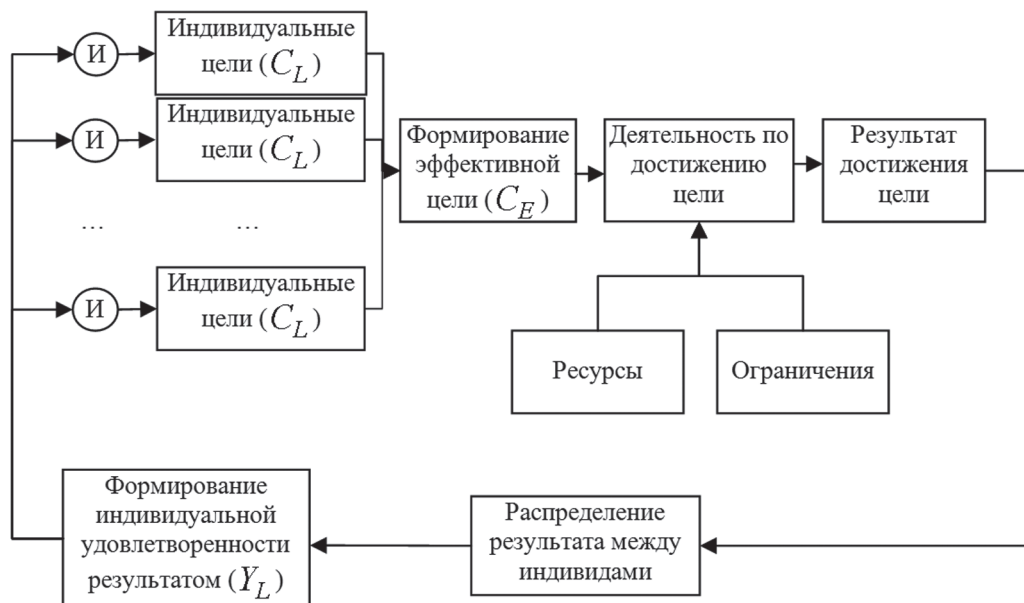 И
Индивидуальные
цели (C_L)
И
Индивидуальные
цели (C_L)
Формирование
эффективной
цели (C_E)
Деятельность по
достижению
цели
Результат
достижения
цели
... ...
И
Индивидуальные
цели (C_L)
Ресурсы
Ограничения
Формирование
индивидуальной
удовлетворенности
результатом (Y_L)
Распределение
результата между
индивидами